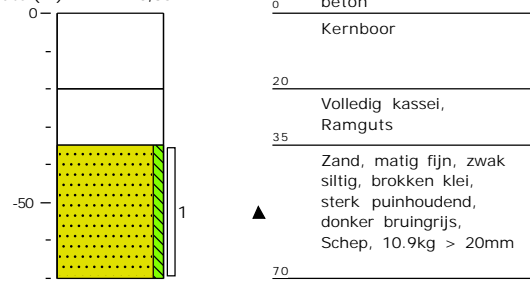 0
beton
0
Kernboor
20
Volledig kassei,
Ramguts
35
Zand, matig fijn, zwak
siltig, brokken klei,
sterk puinhoudend,
donker bruingrijs,
Schep, 10.9kg > 20mm
-50
1
70